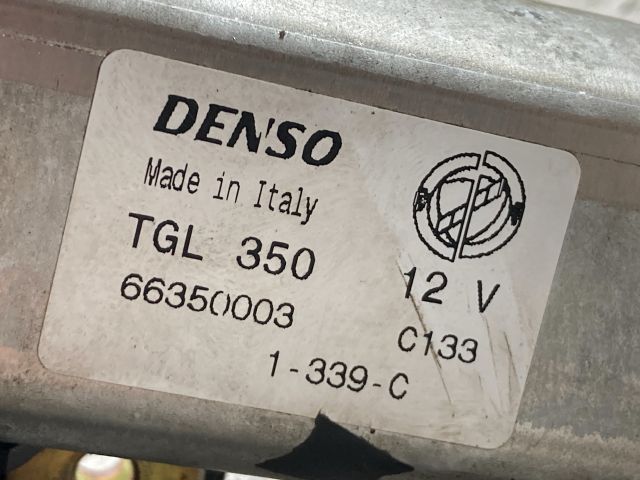 DENSO
Made in Italy
TGL 350
12 V
66350003
C133
1-339-C